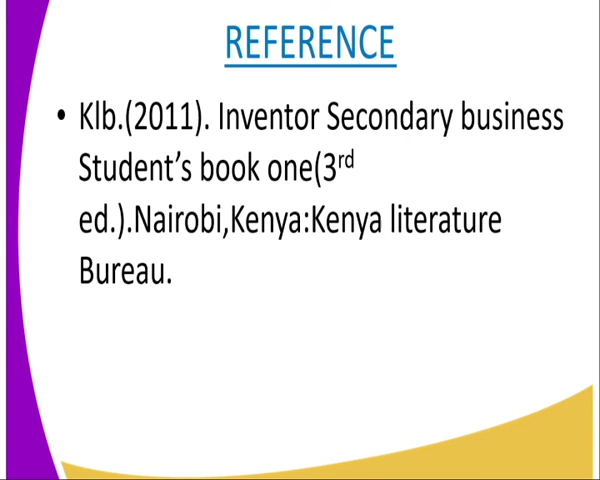 REFERENCE
• Klb.(2011). Inventor Secondary business
Student’s book one(3rd
ed.).Nairobi,Kenya:Kenya literature
Bureau.